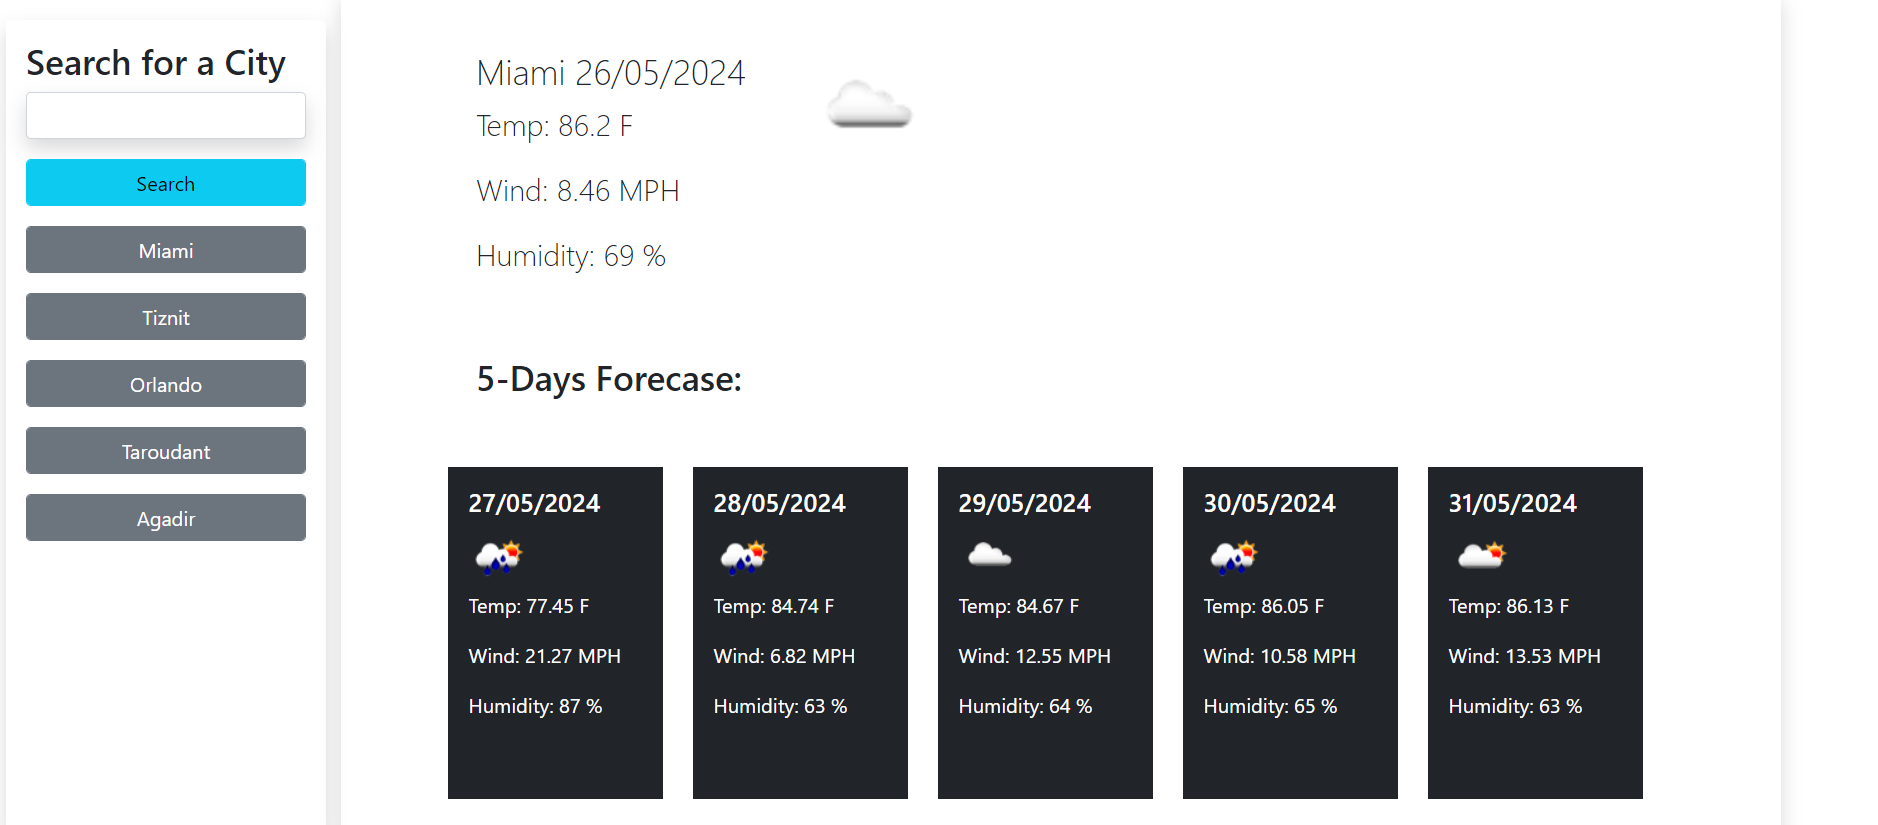 Search for a City
Search
Miami
Tiznit
Orlando
Taroudant
Agadir
Miami 26/05/2024
Temp: 86.2 F
Wind: 8.46 MPH
Humidity: 69 %
5-Days Forecase:
27/05/2024
Temp: 77.45 F
Wind: 21.27 MPH
Humidity: 87 %
28/05/2024
Temp: 84.74 F
Wind: 6.82 MPH
Humidity: 63 %
29/05/2024
Temp: 84.67 F
Wind: 12.55 MPH
Humidity: 64 %
30/05/2024
Temp: 86.05 F
Wind: 10.58 MPH
Humidity: 65 %
31/05/2024
Temp: 86.13 F
Wind: 13.53 MPH
Humidity: 63 %